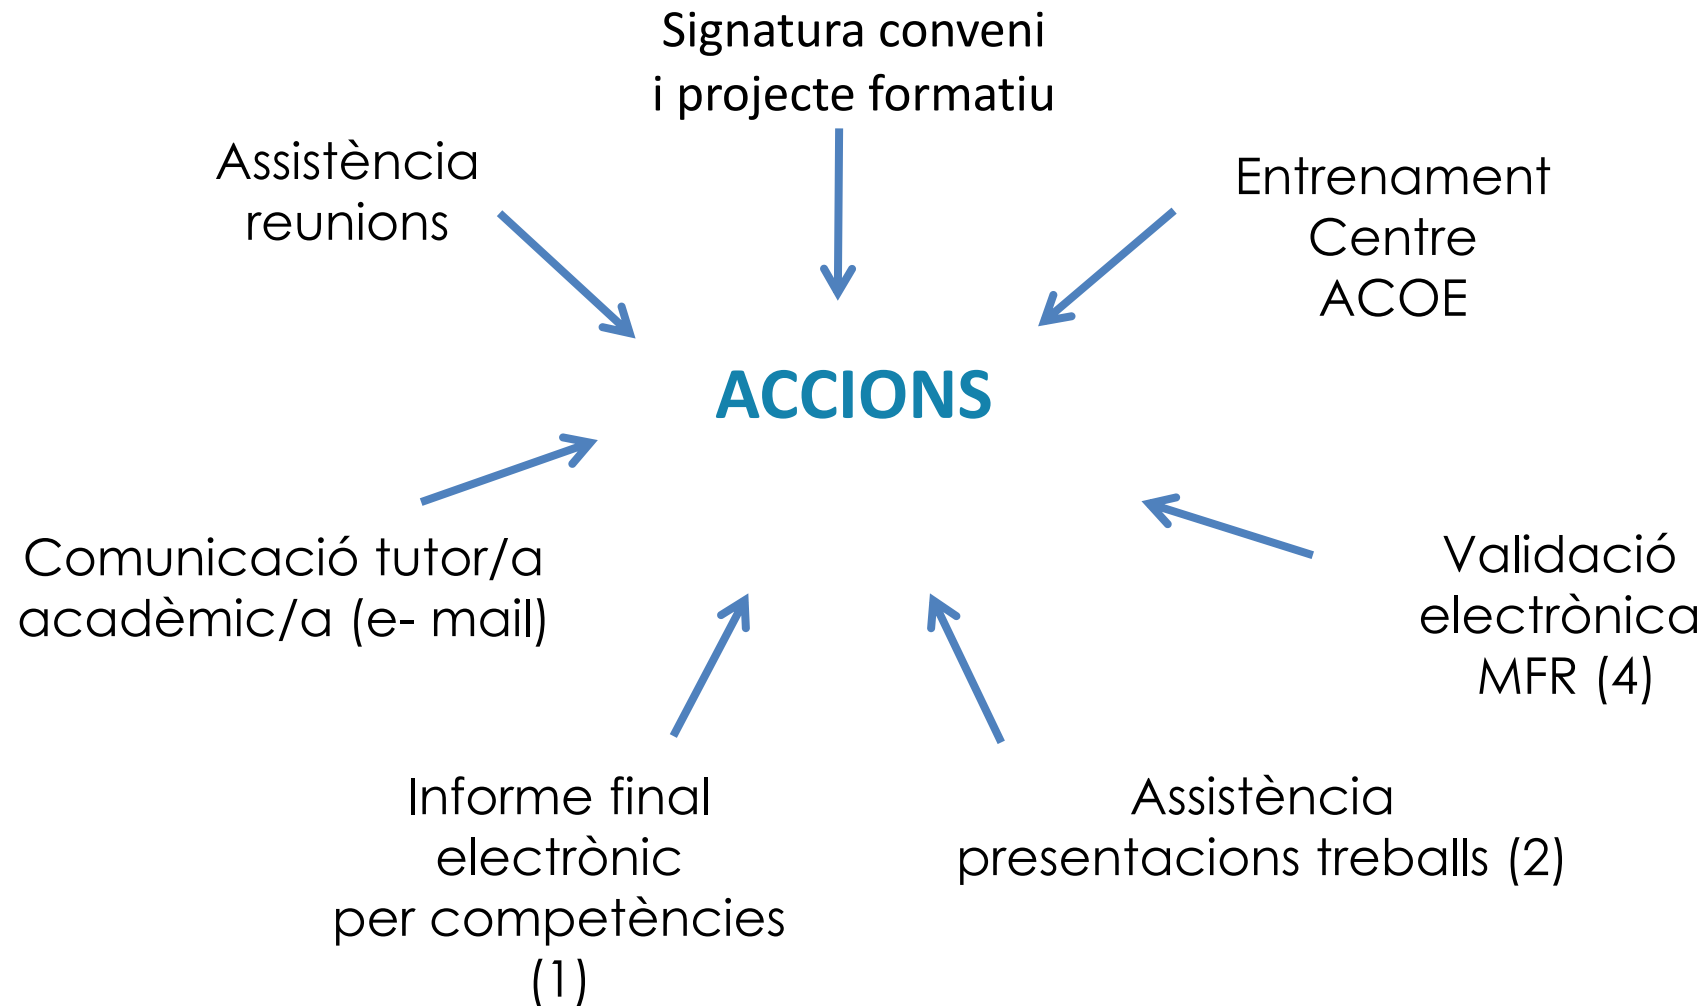 Signatura conveni
i projecte formatiu
Assistència
reunions
Entrenament
Centre
ACOE
ACCIONS
Comunicació tutor/a
acadèmic/a (e- mail)
Validació
electrònica
MFR (4)
Informe final
electrònic
per competències
(1)
Assistència
presentacions treballs (2)